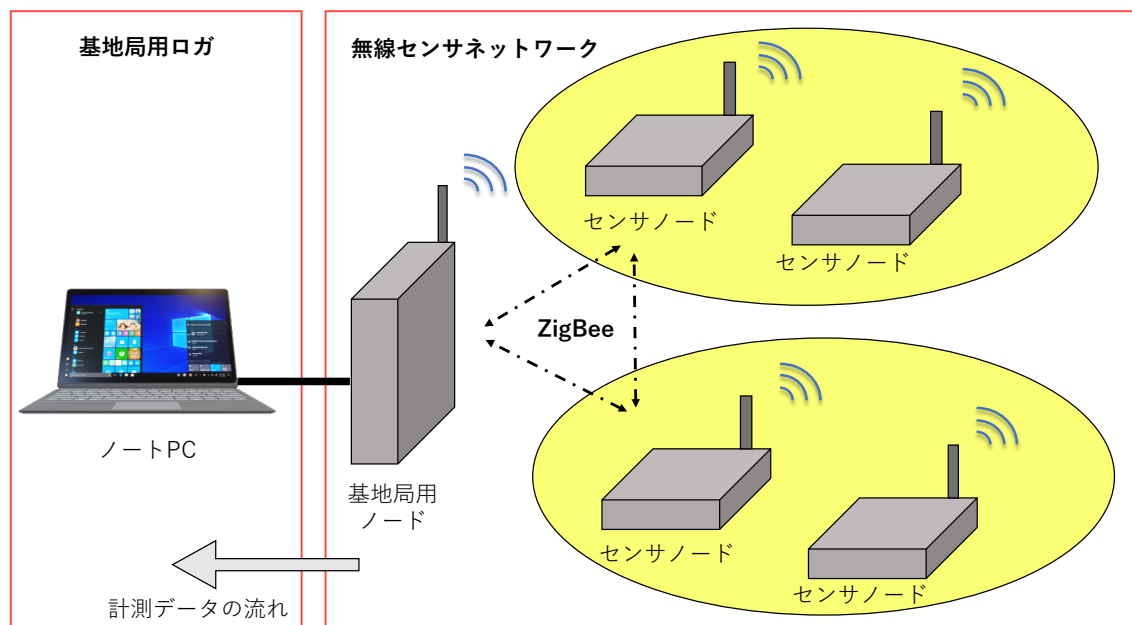 基地局用ロガ
無線センサネットワーク
センサノード
センサノード
ZigBee
ノートPC
基地局用
ノード
センサノード
センサノード
計測データの流れ